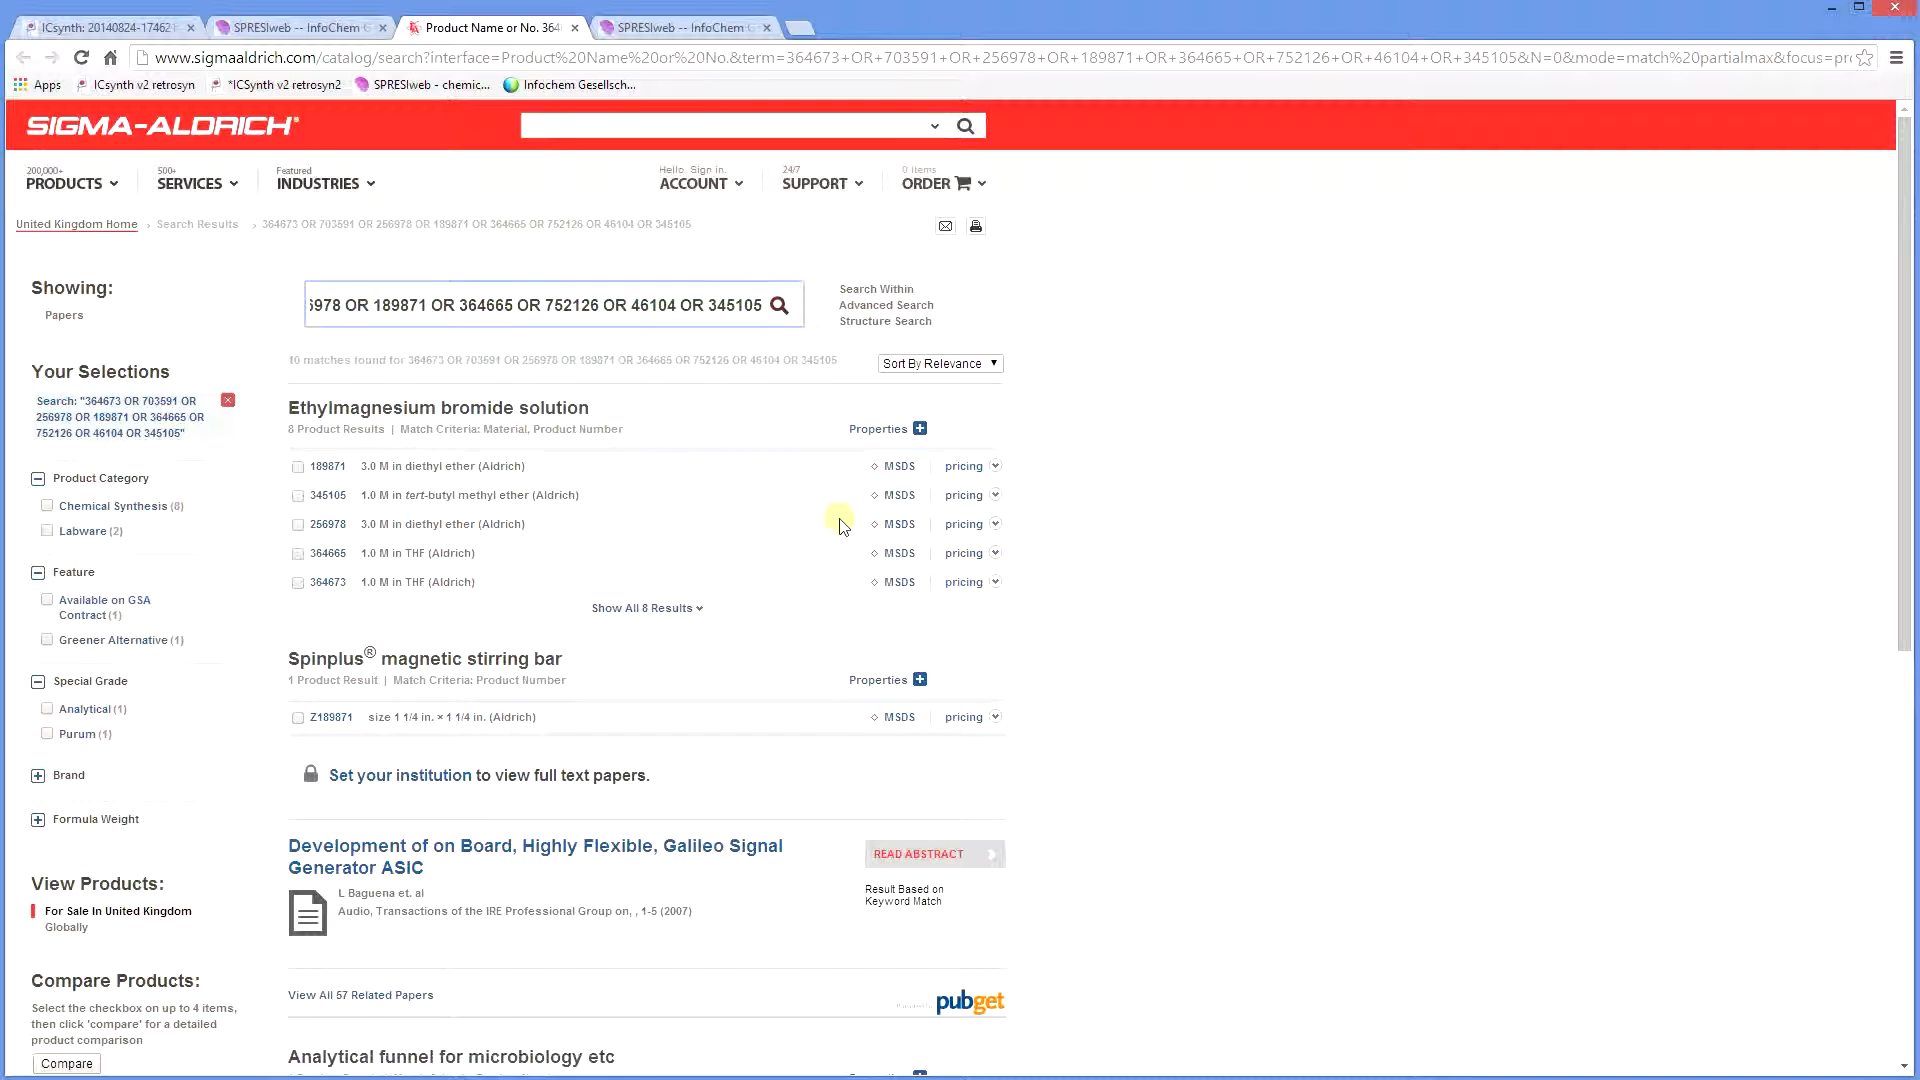 ICsynth: 20140824-17462
SPRESIweb -- InfoChem G
Product Name or No. 364
SPRESIweb -- InfoChem G
www.sigmaaldrich.com/catalog/search?interface=Product%20Name%20or%20No.&term=364673+OR+703591+OR+256978+OR+189871+OR+364665+OR+752126+OR+46104+OR+345105&N=0&mode=match%20partialmax&focus=pro
Apps
ICsynth v2 retrosyn
*ICSynth v2 retrosyn2
SPRESIweb - chemic...
Infochem Gesellsch...
SIGMA-ALDRICH®
200,000+
PRODUCTS
500+
SERVICES
Featured
INDUSTRIES
Hello. Sign in.
ACCOUNT
24/7
SUPPORT
0 Items
ORDER
United Kingdom Home › Search Results › 364673 OR 703591 OR 256978 OR 189871 OR 364665 OR 752126 OR 46104 OR 345105
Showing:
Papers
6978 OR 189871 OR 364665 OR 752126 OR 46104 OR 345105
Search Within
Advanced Search
Structure Search
10 matches found for 364673 OR 703591 OR 256978 OR 189871 OR 364665 OR 752126 OR 46104 OR 345105
Sort By Relevance
Your Selections
Search: "364673 OR 703591 OR
256978 OR 189871 OR 364665 OR
752126 OR 46104 OR 345105"
Product Category
Chemical Synthesis (8)
Labware (2)
Feature
Available on GSA
Contract (1)
Greener Alternative (1)
Special Grade
Analytical (1)
Purum (1)
Brand
Formula Weight
View Products:
For Sale In United Kingdom
Globally
Compare Products:
Select the checkbox on up to 4 items,
then click 'compare' for a detailed
product comparison
Compare
Ethylmagnesium bromide solution
8 Product Results | Match Criteria: Material, Product Number
Properties
189871 3.0 M in diethyl ether (Aldrich) MSDS pricing
345105 1.0 M in tert-butyl methyl ether (Aldrich) MSDS pricing
256978 3.0 M in diethyl ether (Aldrich) MSDS pricing
364665 1.0 M in THF (Aldrich) MSDS pricing
364673 1.0 M in THF (Aldrich) MSDS pricing
Show All 8 Results
Spinplus® magnetic stirring bar
1 Product Result | Match Criteria: Product Number
Properties
Z189871 size 1 1/4 in. × 1 1/4 in. (Aldrich) MSDS pricing
Set your institution to view full text papers.
Development of on Board, Highly Flexible, Galileo Signal
Generator ASIC
L Baguena et. al
Audio, Transactions of the IRE Professional Group on, , 1-5 (2007)
READ ABSTRACT
Result Based on
Keyword Match
View All 57 Related Papers
pubget
Analytical funnel for microbiology etc